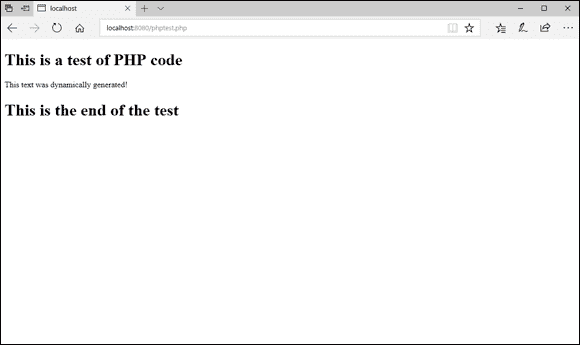 localhost
localhost:8080/phptest.php
This is a test of PHP code
This text was dynamically generated!
This is the end of the test